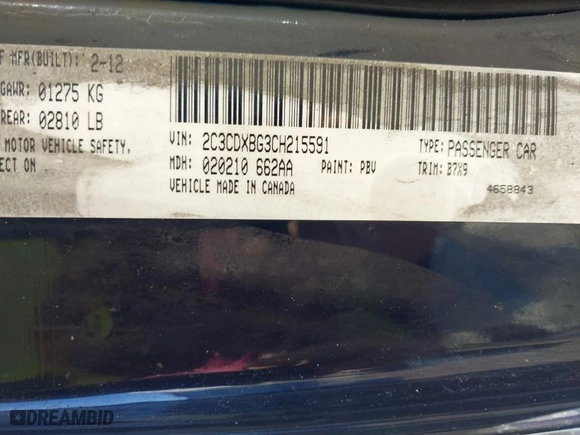 F MFR(BUILT): 2-12
GAWR: 01275 KG
REAR: 02810 LB
MOTOR VEHICLE SAFETY,
ECT ON .
VIN: 2C3CDXBG3CH215591
TYPE: PASSENGER CAR
MDH: 020210 662AA
PAINT: PBV
TRIM: B7X9
VEHICLE MADE IN CANADA
4658843
DREAMBID